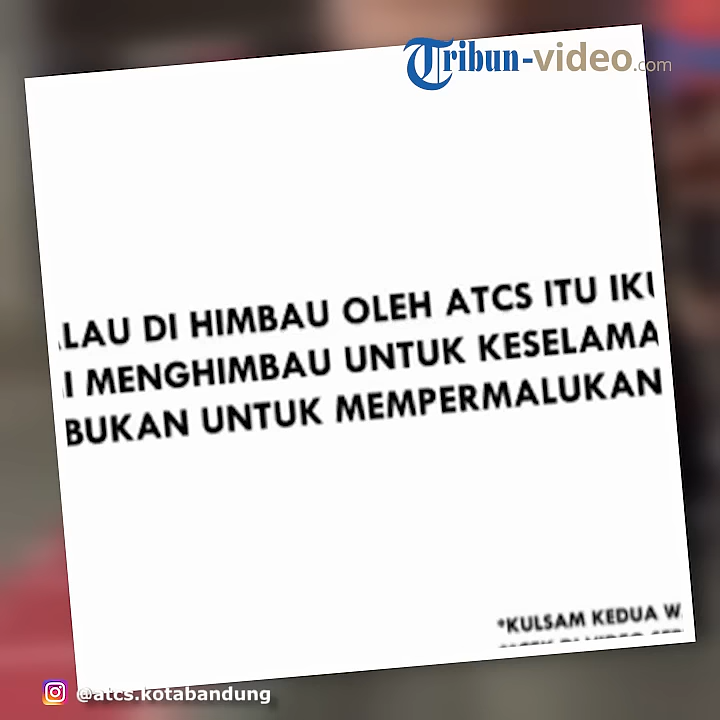 Tribun-video.com
LAU DI HIMBAU OLEH ATCS ITU IKU
I MENGHIMBAU UNTUK KESELAMA
BUKAN UNTUK MEMPERMALUKAN
*KULSAM KEDUA W
@atcs.kotabandung